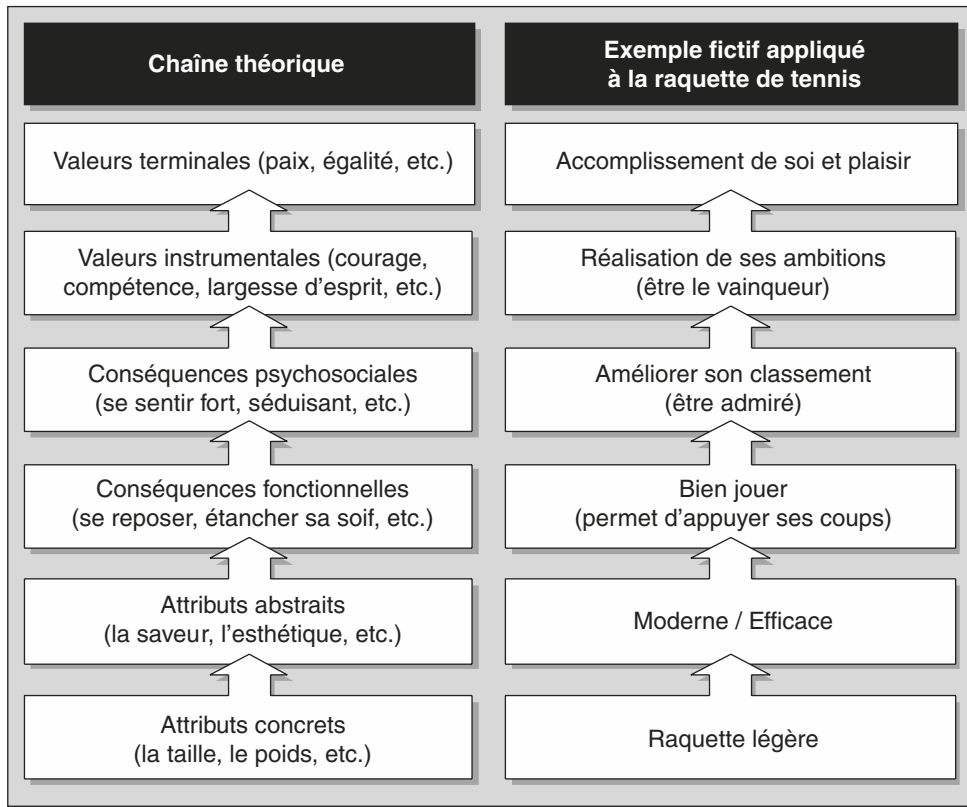 Chaîne théorique
Exemple fictif appliqué
à la raquette de tennis
Valeurs terminales (paix, égalité, etc.)
Accomplissement de soi et plaisir
Valeurs instrumentales (courage,
compétence, largesse d'esprit, etc.)
Réalisation de ses ambitions
(être le vainqueur)
Conséquences psychosociales
(se sentir fort, séduisant, etc.)
Améliorer son classement
(être admiré)
Conséquences fonctionnelles
(se reposer, étancher sa soif, etc.)
Bien jouer
(permet d'appuyer ses coups)
Attributs abstraits
(la saveur, l'esthétique, etc.)
Moderne / Efficace
Attributs concrets
(la taille, le poids, etc.)
Raquette légère